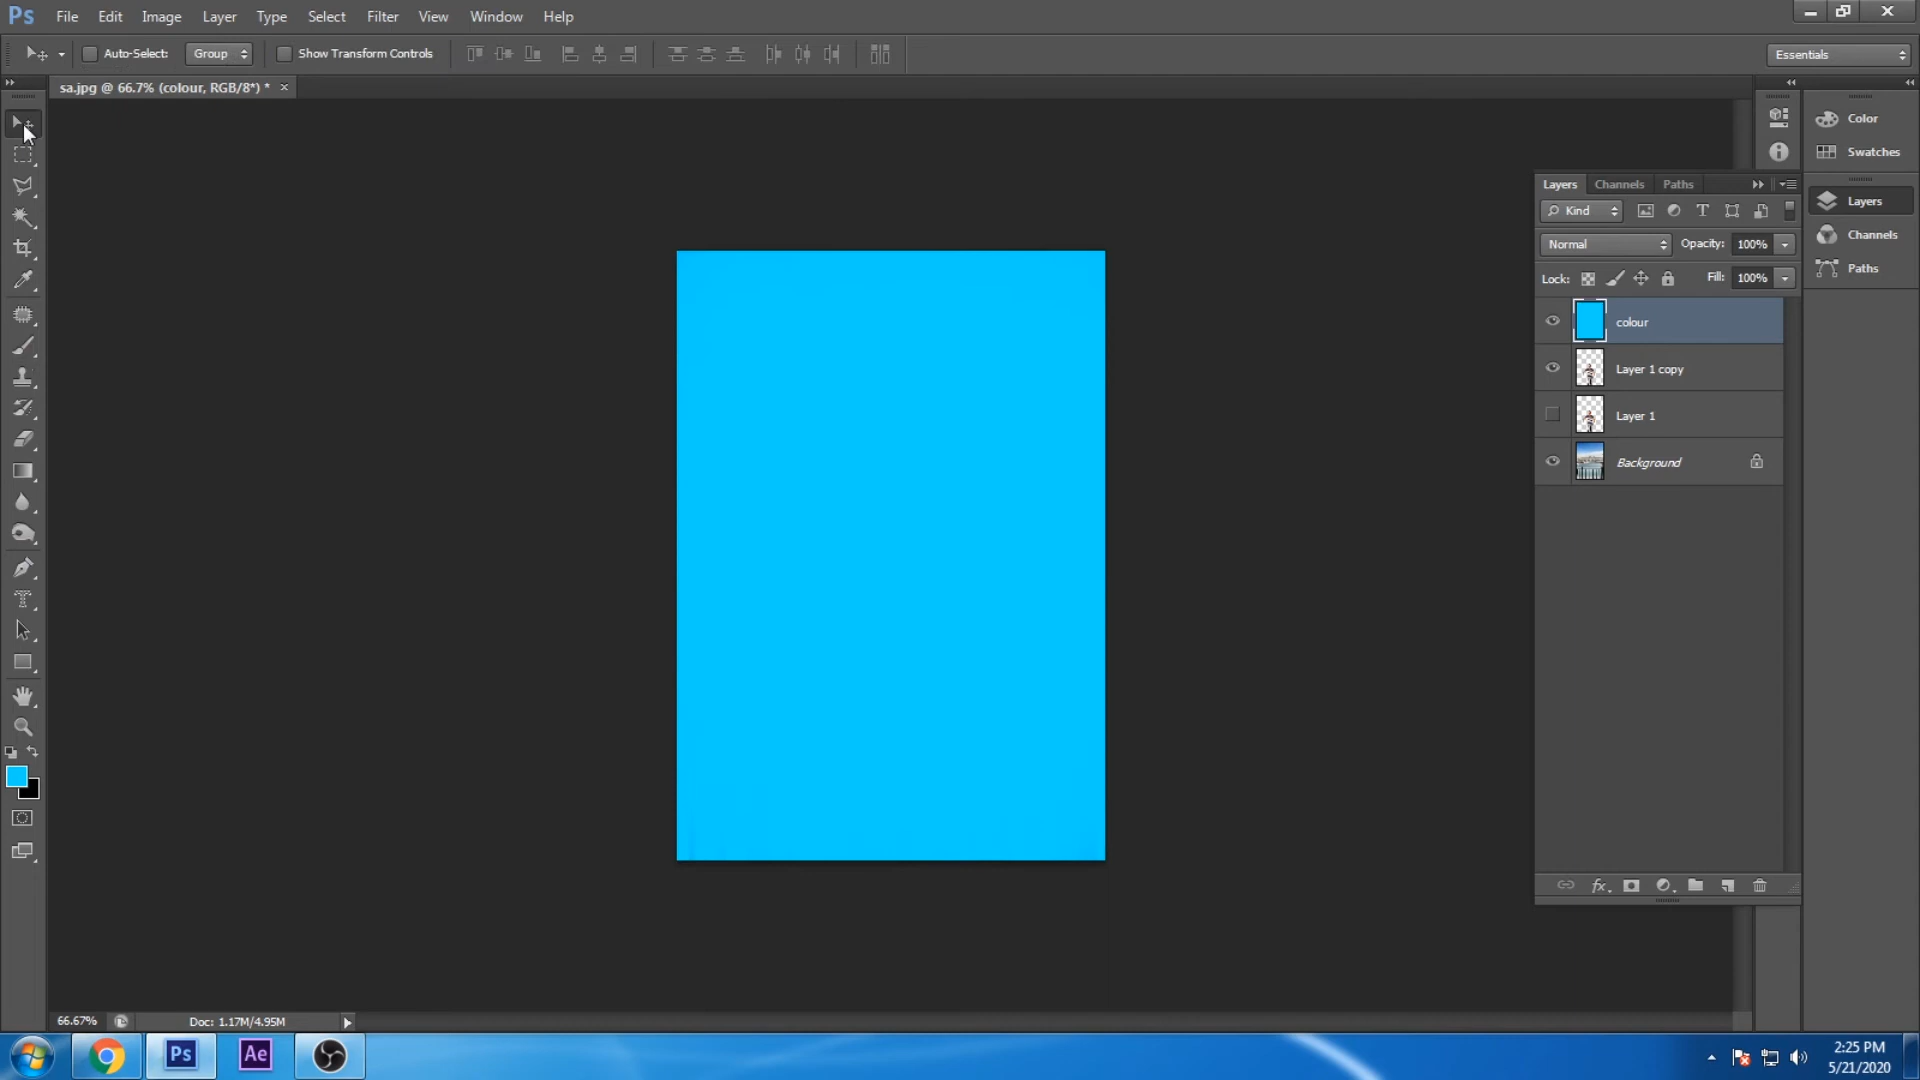 Ps File Edit Image Layer Type Select Filter View Window Help
Auto-Select: Group Show Transform Controls Essentials
sa.jpg @ 66.7% (colour, RGB/8*) * ×
Color
Swatches
Layers Channels Paths
Layers
Kind
Channels
Normal Opacity: 100%
Paths
Lock: Fill: 100%
colour
Layer 1 copy
Layer 1
Background
fx
66.67% Doc: 1.17M/4.95M
Ps Ae
2:25 PM
5/21/2020